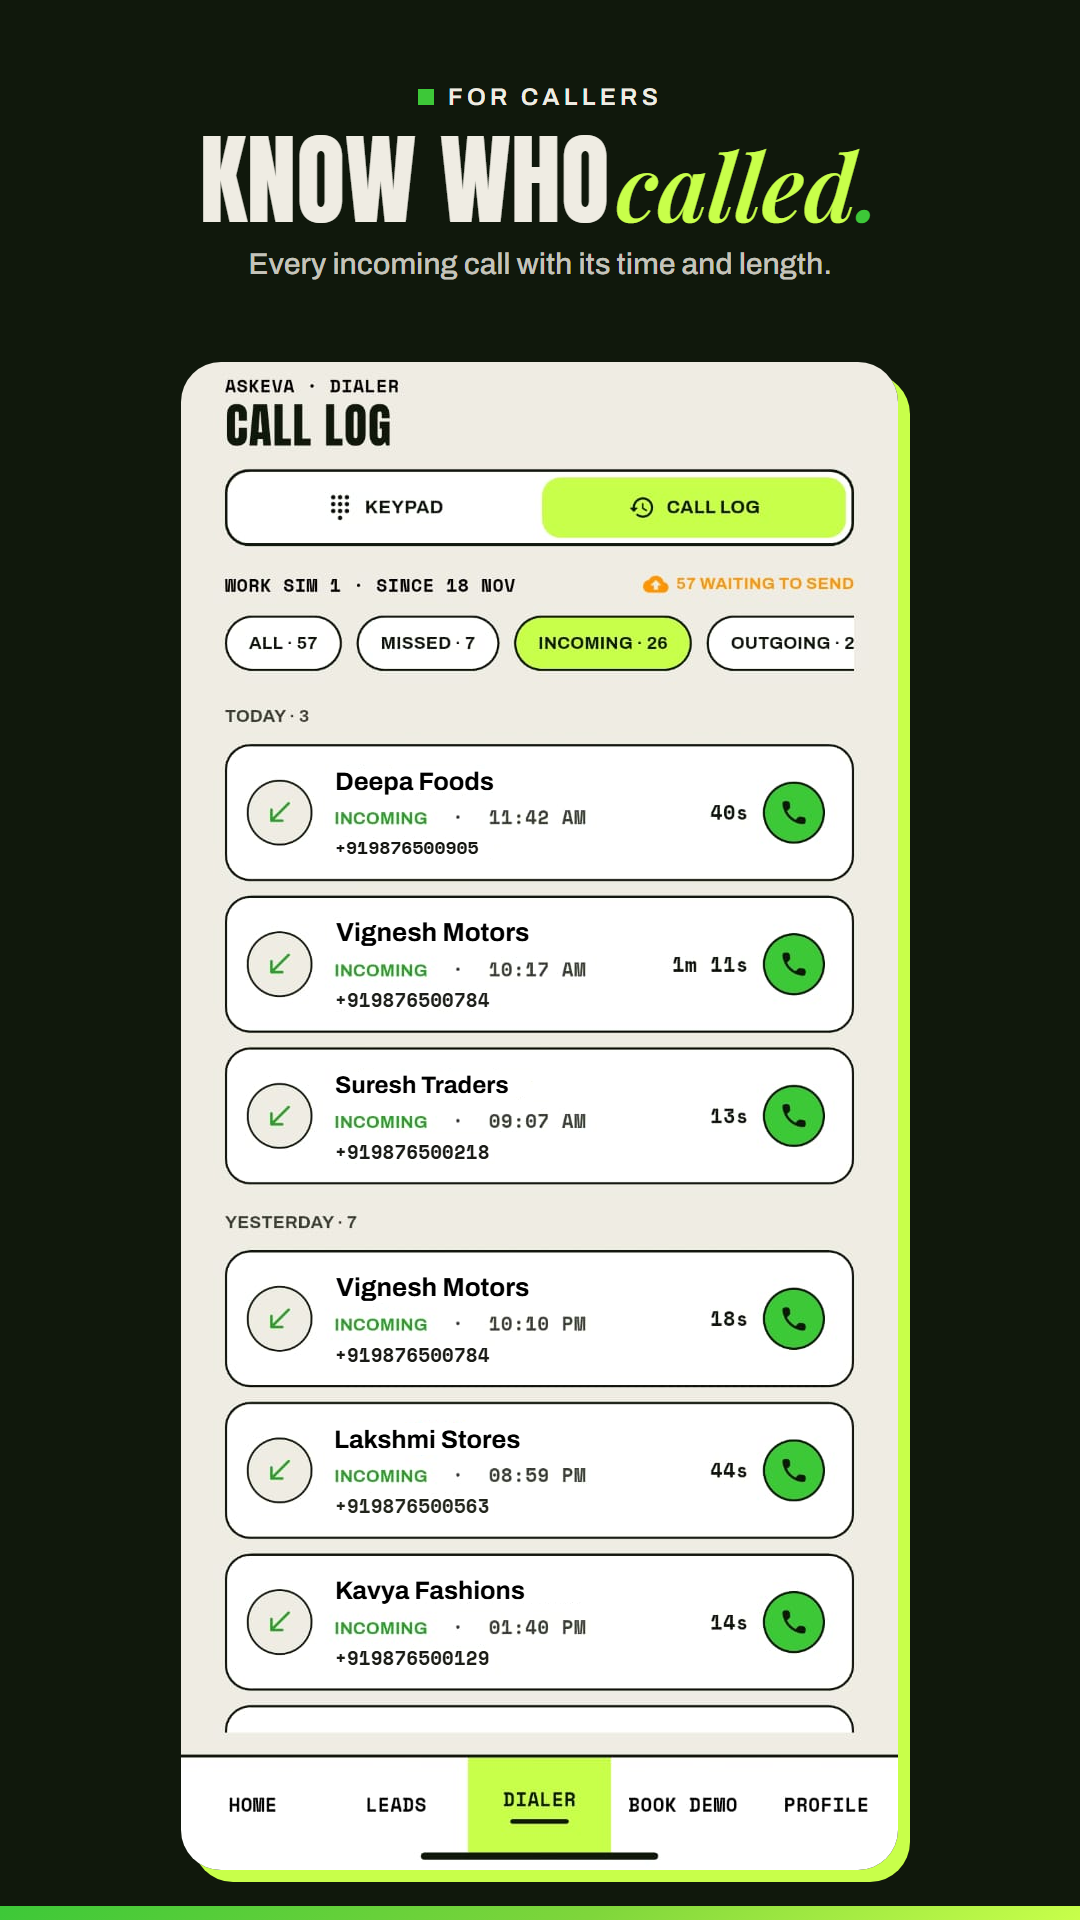 FOR CALLERS
KNOW WHO called.
Every incoming call with its time and length.
ASKEVA · DIALER
CALL LOG
KEYPAD
CALL LOG
WORK SIM 1 · SINCE 18 NOV
57 WAITING TO SEND
ALL · 57
MISSED · 7
INCOMING · 26
OUTGOING · 2
TODAY · 3
Deepa Foods
INCOMING · 11:42 AM
+919876500905
40s
Vignesh Motors
INCOMING · 10:17 AM
+919876500784
1m 11s
Suresh Traders
INCOMING · 09:07 AM
+919876500218
13s
YESTERDAY · 7
Vignesh Motors
INCOMING · 10:10 PM
+919876500784
18s
Lakshmi Stores
INCOMING · 08:59 PM
+919876500563
44s
Kavya Fashions
INCOMING · 01:40 PM
+919876500129
14s
HOME
LEADS
DIALER
BOOK DEMO
PROFILE